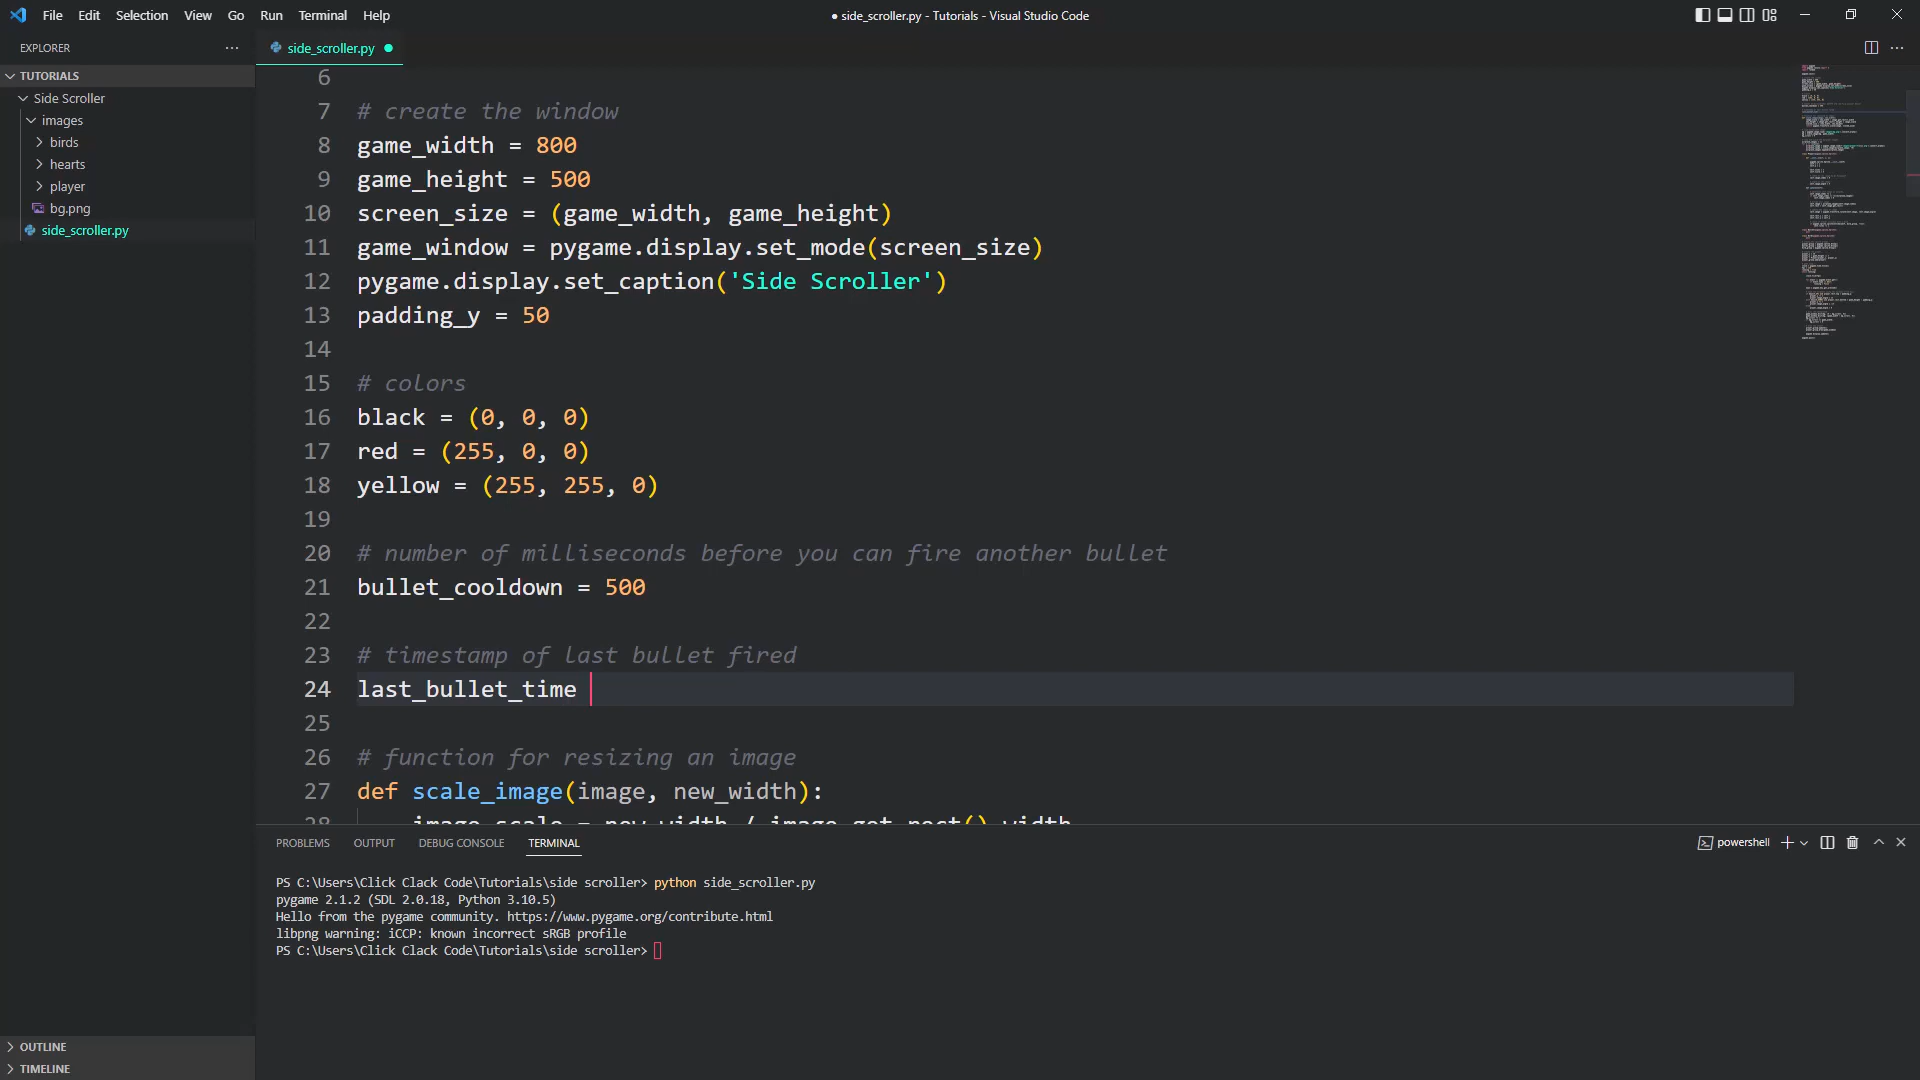 File Edit Selection View Go Run Terminal Help
● side_scroller.py - Tutorials - Visual Studio Code
EXPLORER
side_scroller.py
TUTORIALS
Side Scroller
images
birds
hearts
player
bg.png
side_scroller.py
6
7 # create the window
8 game_width = 800
9 game_height = 500
10 screen_size = (game_width, game_height)
11 game_window = pygame.display.set_mode(screen_size)
12 pygame.display.set_caption('Side Scroller')
13 padding_y = 50
14
15 # colors
16 black = (0, 0, 0)
17 red = (255, 0, 0)
18 yellow = (255, 255, 0)
19
20 # number of milliseconds before you can fire another bullet
21 bullet_cooldown = 500
22
23 # timestamp of last bullet fired
24 last_bullet_time
25
26 # function for resizing an image
27 def scale_image(image, new_width):
28 image_scale = new_width / image.get_rect().width
PROBLEMS OUTPUT DEBUG CONSOLE TERMINAL
powershell
PS C:\Users\Click Clack Code\Tutorials\side scroller> python side_scroller.py
pygame 2.1.2 (SDL 2.0.18, Python 3.10.5)
Hello from the pygame community. https://www.pygame.org/contribute.html
libpng warning: iCCP: known incorrect sRGB profile
PS C:\Users\Click Clack Code\Tutorials\side scroller>
OUTLINE
TIMELINE